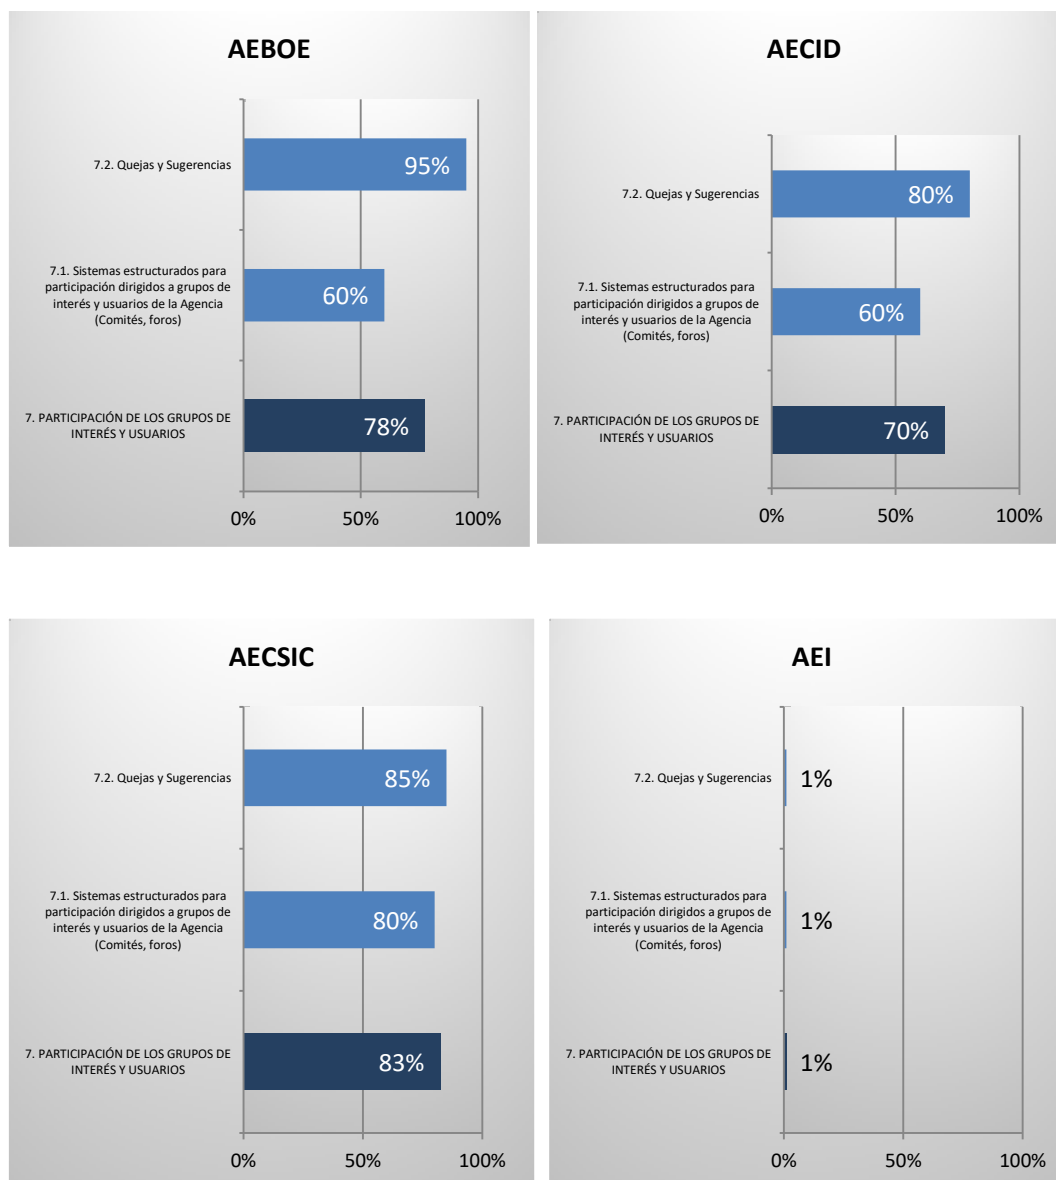 AEBOE
7.2. Quejas y Sugerencias
95%
7.1. Sistemas estructurados para
participación dirigidos a grupos de
interés y usuarios de la Agencia
(Comités, foros)
60%
7. PARTICIPACIÓN DE LOS GRUPOS DE
INTERÉS Y USUARIOS
78%
0% 50% 100%
AECID
7.2. Quejas y Sugerencias
80%
7.1. Sistemas estructurados para
participación dirigidos a grupos de
interés y usuarios de la Agencia
(Comités, foros)
60%
7. PARTICIPACIÓN DE LOS GRUPOS DE
INTERÉS Y USUARIOS
70%
0% 50% 100%
AECSIC
7.2. Quejas y Sugerencias
85%
7.1. Sistemas estructurados para
participación dirigidos a grupos de
interés y usuarios de la Agencia
(Comités, foros)
80%
7. PARTICIPACIÓN DE LOS GRUPOS DE
INTERÉS Y USUARIOS
83%
0% 50% 100%
AEI
7.2. Quejas y Sugerencias
1%
7.1. Sistemas estructurados para
participación dirigidos a grupos de
interés y usuarios de la Agencia
(Comités, foros)
1%
7. PARTICIPACIÓN DE LOS GRUPOS DE
INTERÉS Y USUARIOS
1%
0% 50% 100%